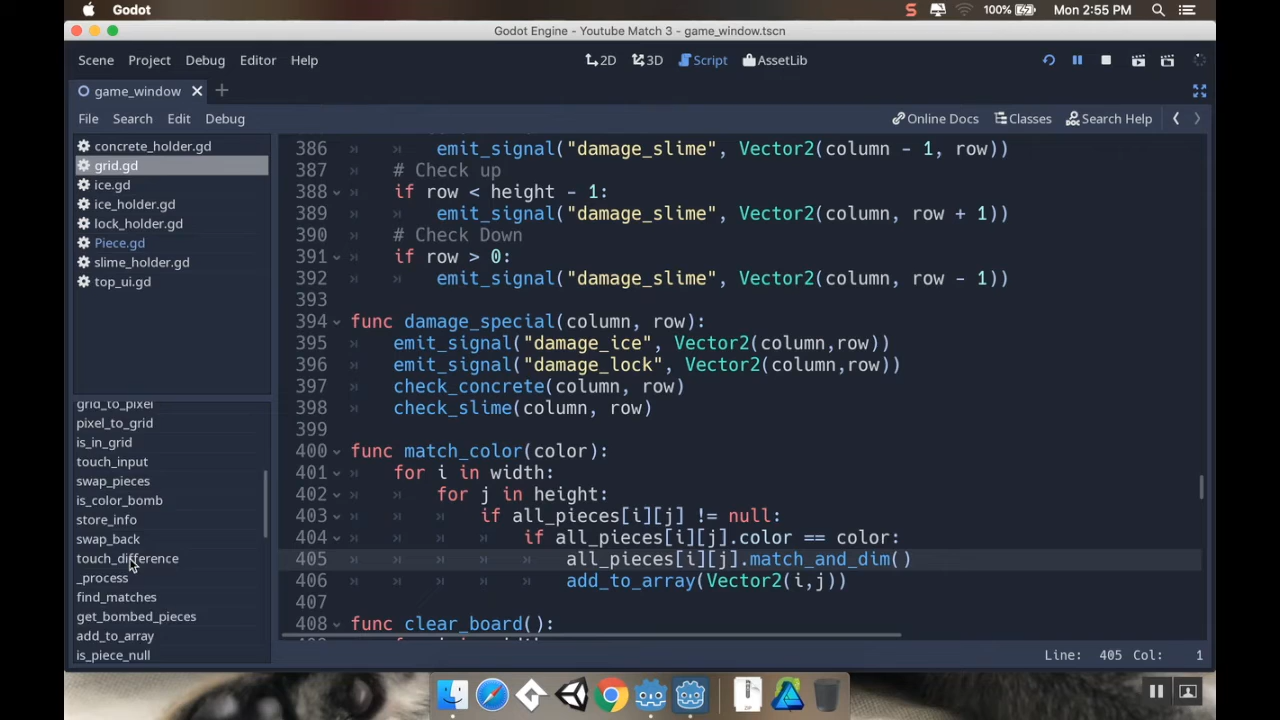 Godot
100%
Mon 2:55 PM
Godot Engine - Youtube Match 3 - game_window.tscn
Scene Project Debug Editor Help
2D 3D Script AssetLib
game_window
File Search Edit Debug
Online Docs Classes Search Help
concrete_holder.gd
grid.gd
ice.gd
ice_holder.gd
lock_holder.gd
Piece.gd
slime_holder.gd
top_ui.gd
grid_to_pixel
pixel_to_grid
is_in_grid
touch_input
swap_pieces
is_color_bomb
store_info
swap_back
touch_difference
_process
find_matches
get_bombed_pieces
add_to_array
is_piece_null
386 emit_signal("damage_slime", Vector2(column - 1, row))
387 # Check up
388 if row < height - 1:
389 emit_signal("damage_slime", Vector2(column, row + 1))
390 # Check Down
391 if row > 0:
392 emit_signal("damage_slime", Vector2(column, row - 1))
393
394 func damage_special(column, row):
395 emit_signal("damage_ice", Vector2(column,row))
396 emit_signal("damage_lock", Vector2(column,row))
397 check_concrete(column, row)
398 check_slime(column, row)
399
400 func match_color(color):
401 for i in width:
402 for j in height:
403 if all_pieces[i][j] != null:
404 if all_pieces[i][j].color == color:
405 all_pieces[i][j].match_and_dim()
406 add_to_array(Vector2(i,j))
407
408 func clear_board():
Line: 405 Col: 1